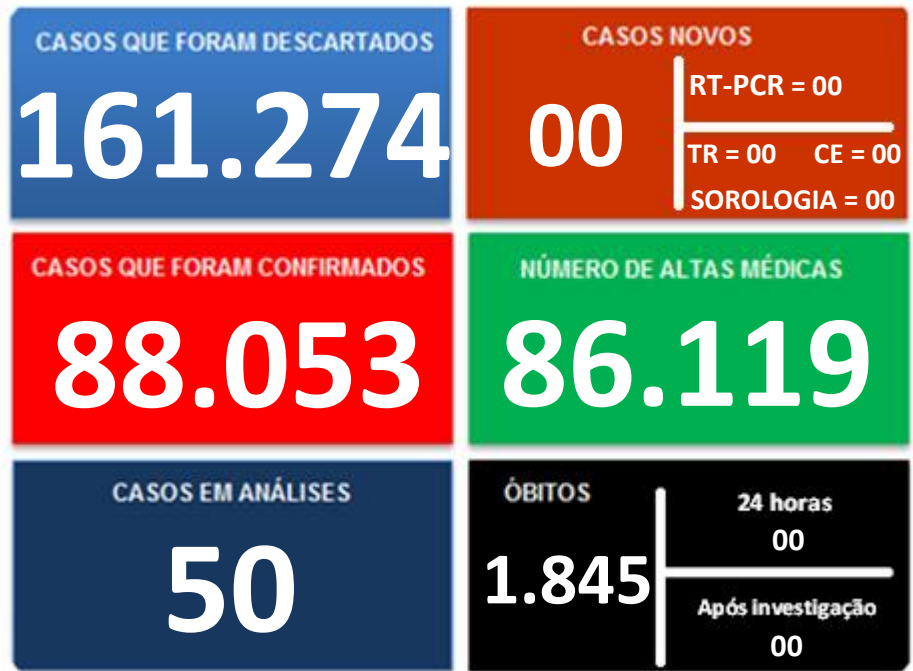 CASOS QUE FORAM DESCARTADOS
161.274
CASOS NOVOS
00
RT-PCR = 00
TR = 00 CE = 00
SOROLOGIA = 00
CASOS QUE FORAM CONFIRMADOS
88.053
NÚMERO DE ALTAS MÉDICAS
86.119
CASOS EM ANÁLISES
50
ÓBITOS
1.845
24 horas
00
Após investigação
00